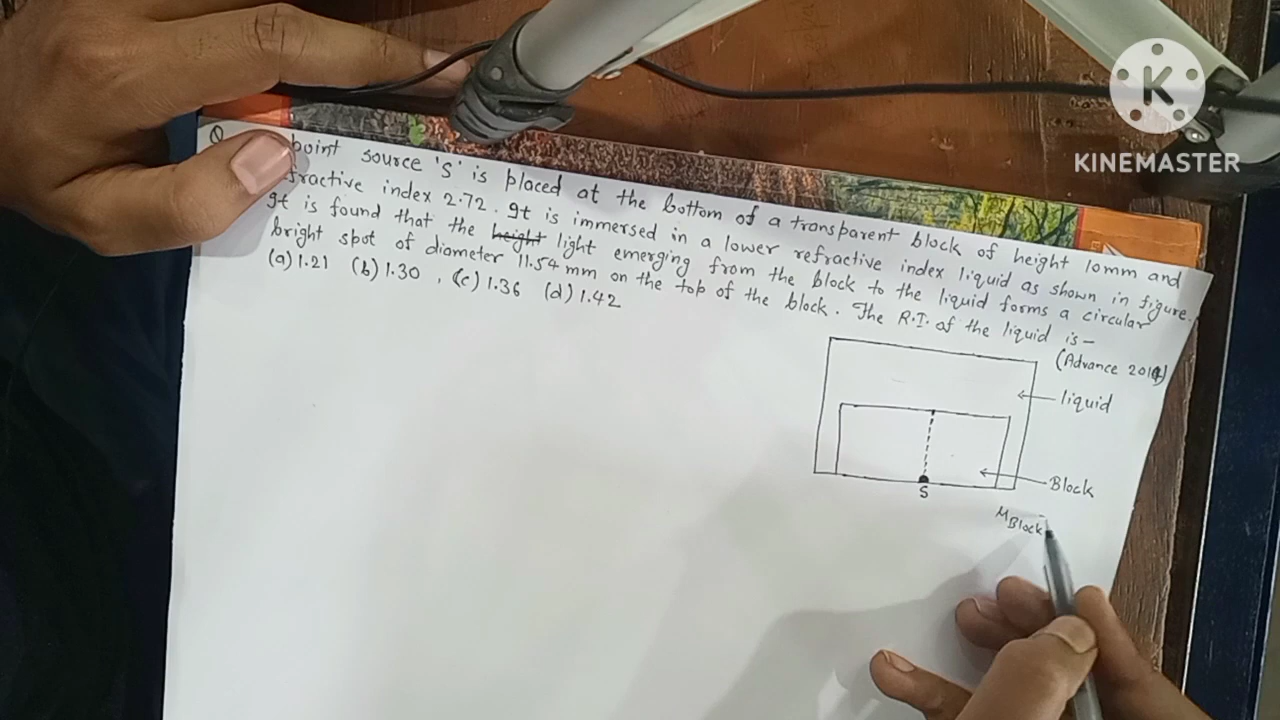 Q point source 'S' is placed at the bottom of a transparent block of height 10mm and
fractive index 2.72. It is immersed in a lower refractive index liquid as shown in figure.
It is found that the height light emerging from the block to the liquid forms a circular
bright spot of diameter 11.54 mm on the top of the block. The R.I. of the liquid is-
(a) 1.21 (b) 1.30, (c) 1.36 (d) 1.42
(Advance 2014)
liquid
Block
S
μBlock
K
KINEMASTER